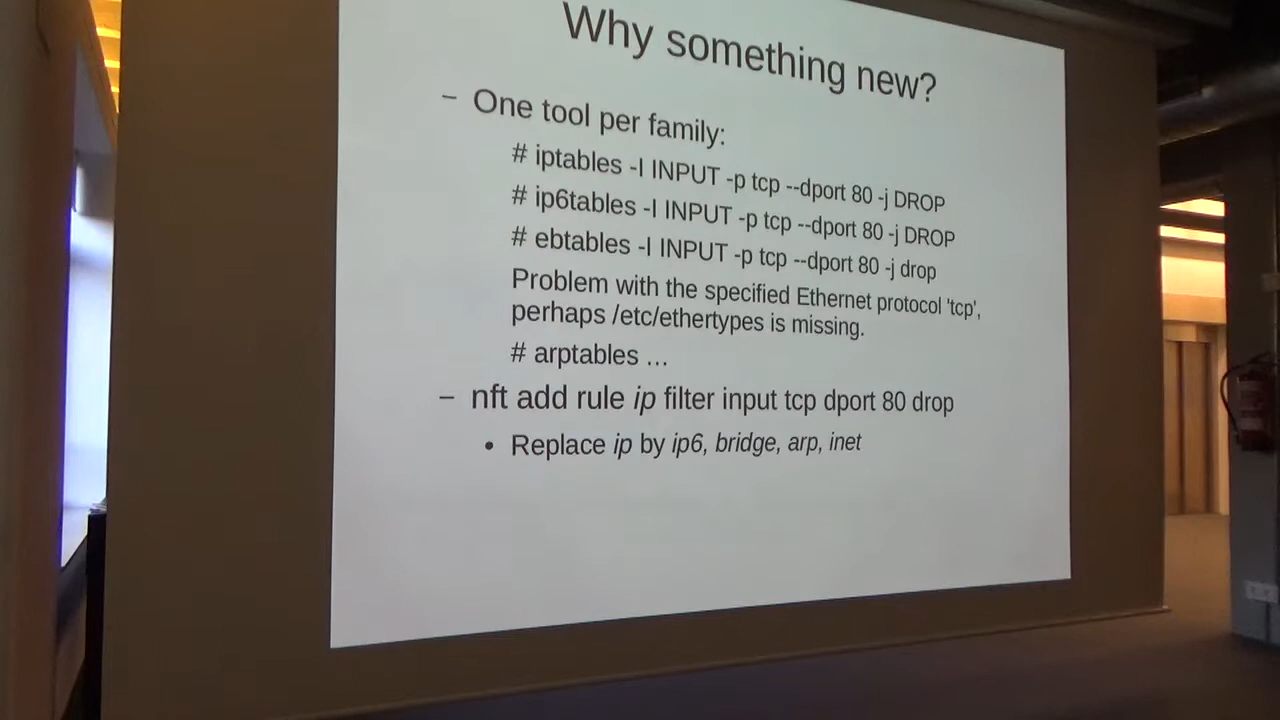 Why something new?
– One tool per family:
# iptables -I INPUT -p tcp --dport 80 -j DROP
# ip6tables -I INPUT -p tcp --dport 80 -j DROP
# ebtables -I INPUT -p tcp --dport 80 -j drop
Problem with the specified Ethernet protocol 'tcp',
perhaps /etc/ethertypes is missing.
# arptables …
– nft add rule ip filter input tcp dport 80 drop
• Replace ip by ip6, bridge, arp, inet